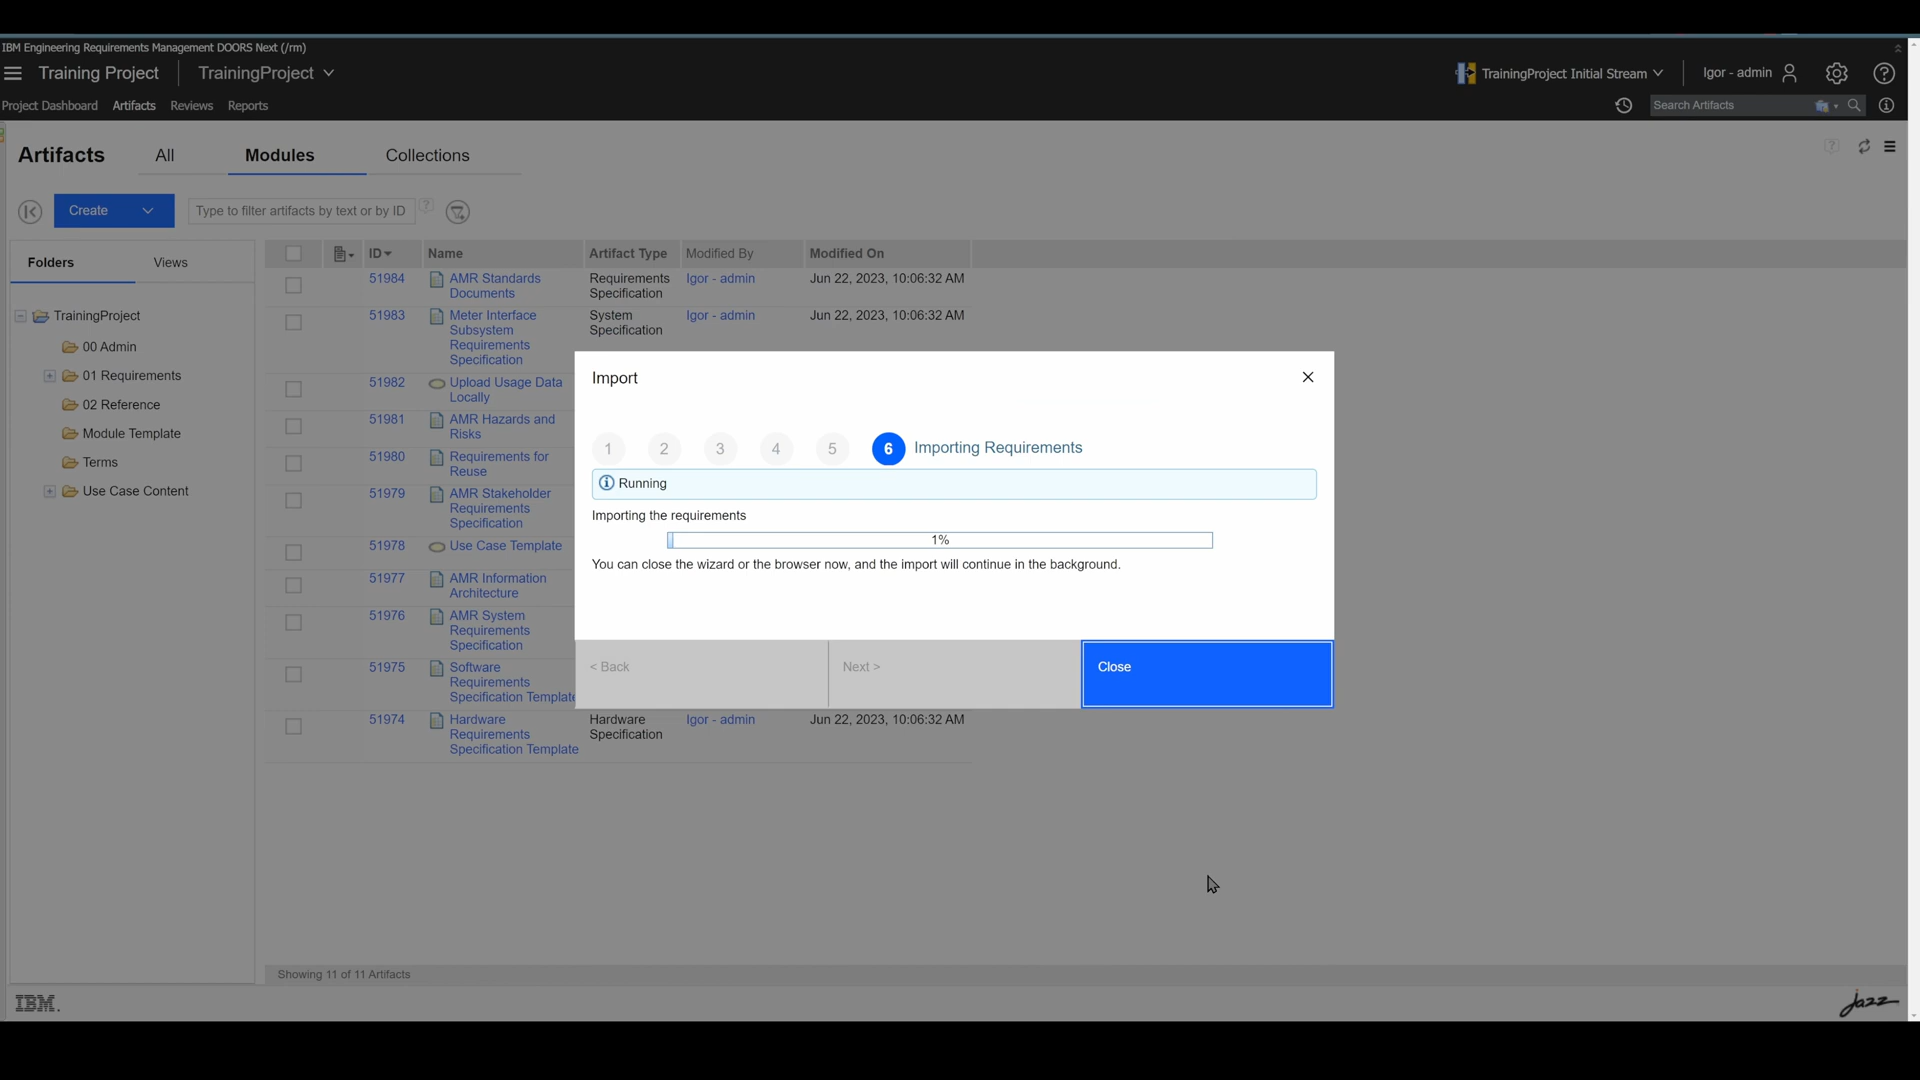 IBM Engineering Requirements Management DOORS Next (/rm)
Training Project TrainingProject TrainingProject Initial Stream Igor - admin
Project Dashboard Artifacts Reviews Reports Search Artifacts
Artifacts All Modules Collections
Create Type to filter artifacts by text or by ID
Folders Views
TrainingProject
00 Admin
01 Requirements
02 Reference
Module Template
Terms
Use Case Content
ID Name Artifact Type Modified By Modified On
51984 AMR Standards Requirements Igor - admin Jun 22, 2023, 10:06:32 AM
Documents Specification
51983 Meter Interface System Igor - admin Jun 22, 2023, 10:06:32 AM
Subsystem Specification
Requirements
Specification
51982 Upload Usage Data
Locally
51981 AMR Hazards and
Risks
51980 Requirements for
Reuse
51979 AMR Stakeholder
Requirements
Specification
51978 Use Case Template
51977 AMR Information
Architecture
51976 AMR System
Requirements
Specification
51975 Software
Requirements
Specification Template
51974 Hardware Hardware Igor - admin Jun 22, 2023, 10:06:32 AM
Requirements Specification
Specification Template
Import
1 2 3 4 5 6 Importing Requirements
Running
Importing the requirements
1%
You can close the wizard or the browser now, and the import will continue in the background.
< Back Next > Close
Showing 11 of 11 Artifacts
IBM. jazz